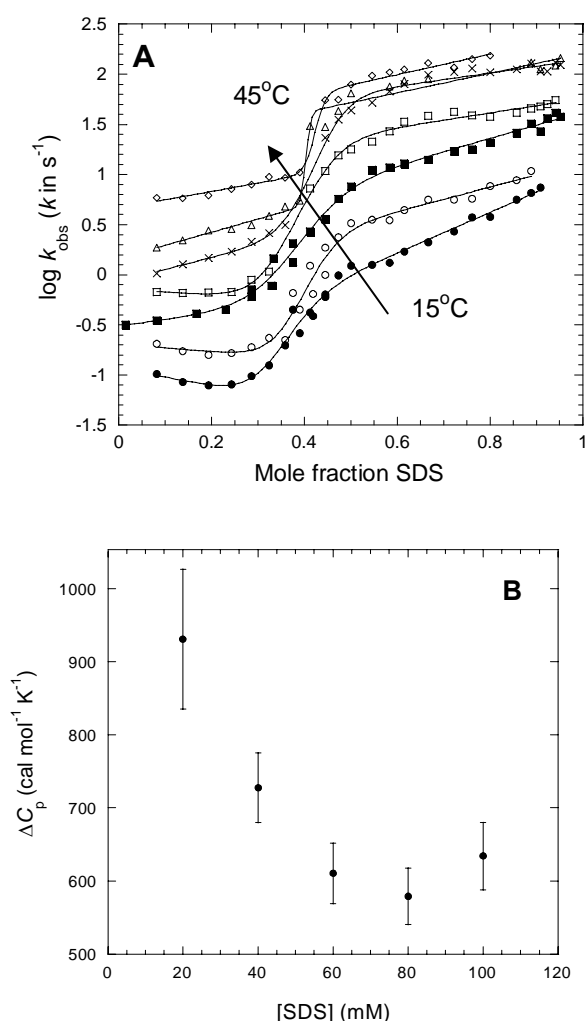 A
2.5
2
1.5
1
0.5
0
-0.5
-1
-1.5
log k_obs (k in s⁻¹)
45°C
15°C
0 0.2 0.4 0.6 0.8 1
Mole fraction SDS
B
1000
900
800
700
600
500
ΔC_p (cal mol⁻¹ K⁻¹)
0 20 40 60 80 100 120
[SDS] (mM)